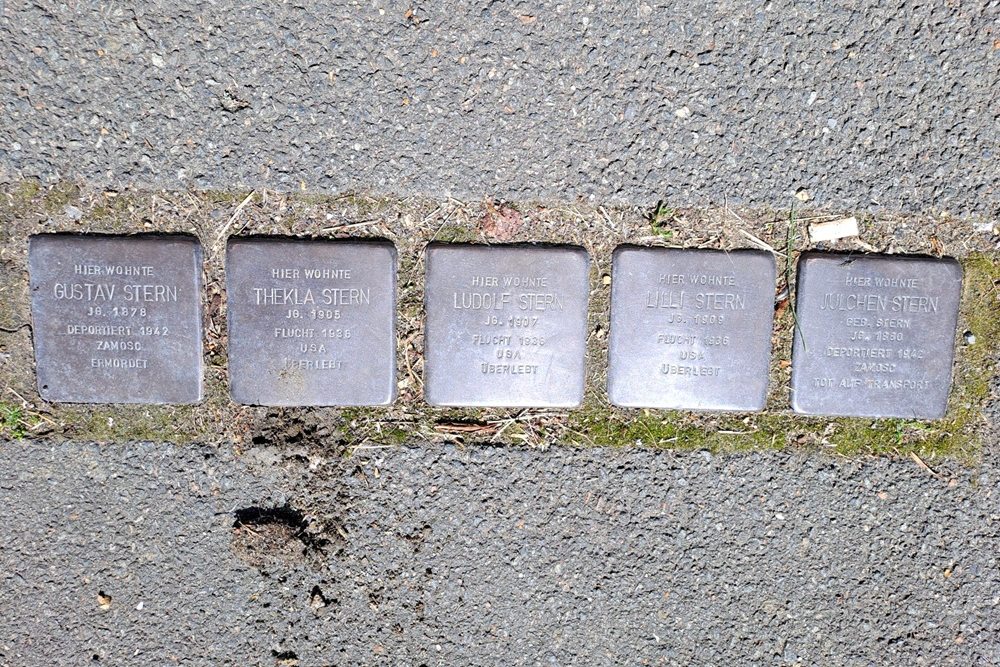 HIER WOHNTE
GUSTAV STERN
JG. 1878
DEPORTIERT 1942
ZAMOSC
ERMORDET
HIER WOHNTE
THEKLA STERN
JG. 1905
FLUCHT 1936
USA
ÜBERLEBT
HIER WOHNTE
LUDOLF STERN
JG. 1907
FLUCHT 1936
USA
ÜBERLEBT
HIER WOHNTE
LILLI STERN
JG. 1909
FLUCHT 1936
USA
ÜBERLEBT
HIER WOHNTE
JULCHEN STERN
GEB. STERN
JG. 1880
DEPORTIERT 1942
ZAMOSC
TOT AUF TRANSPORT